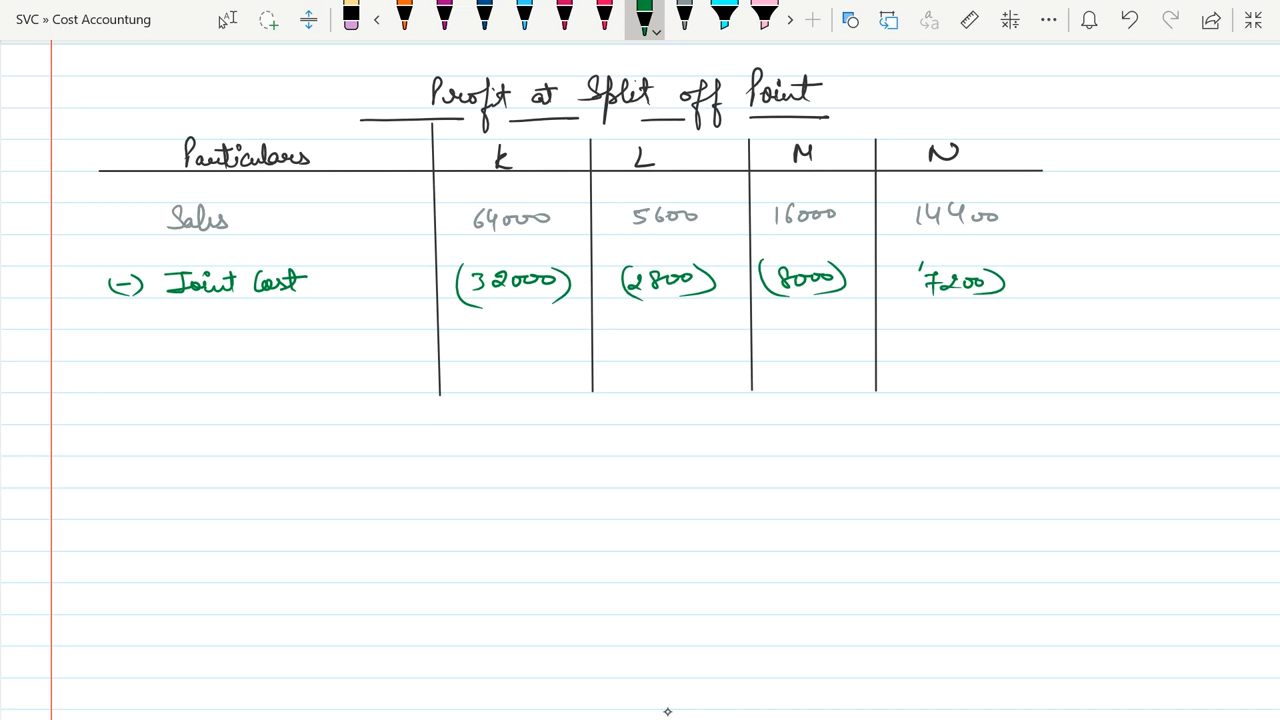 SVC » Cost Accountung
Profit at Split off Point
Particulars K L M N
Sales 64000 5600 16000 14400
(-) Joint Cost (32000) (2800) (8000) 7200)